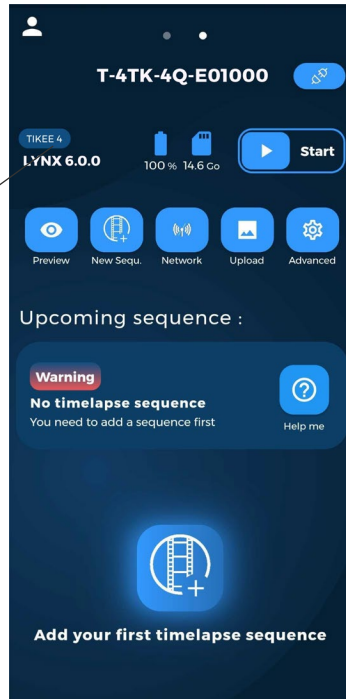 T-4TK-4Q-E01000
TIKEE 4
LYNX 6.0.0
100 % 14.6 Go
Start
Preview New Sequ. Network Upload Advanced
Upcoming sequence :
Warning
No timelapse sequence
You need to add a sequence first
Help me
Add your first timelapse sequence